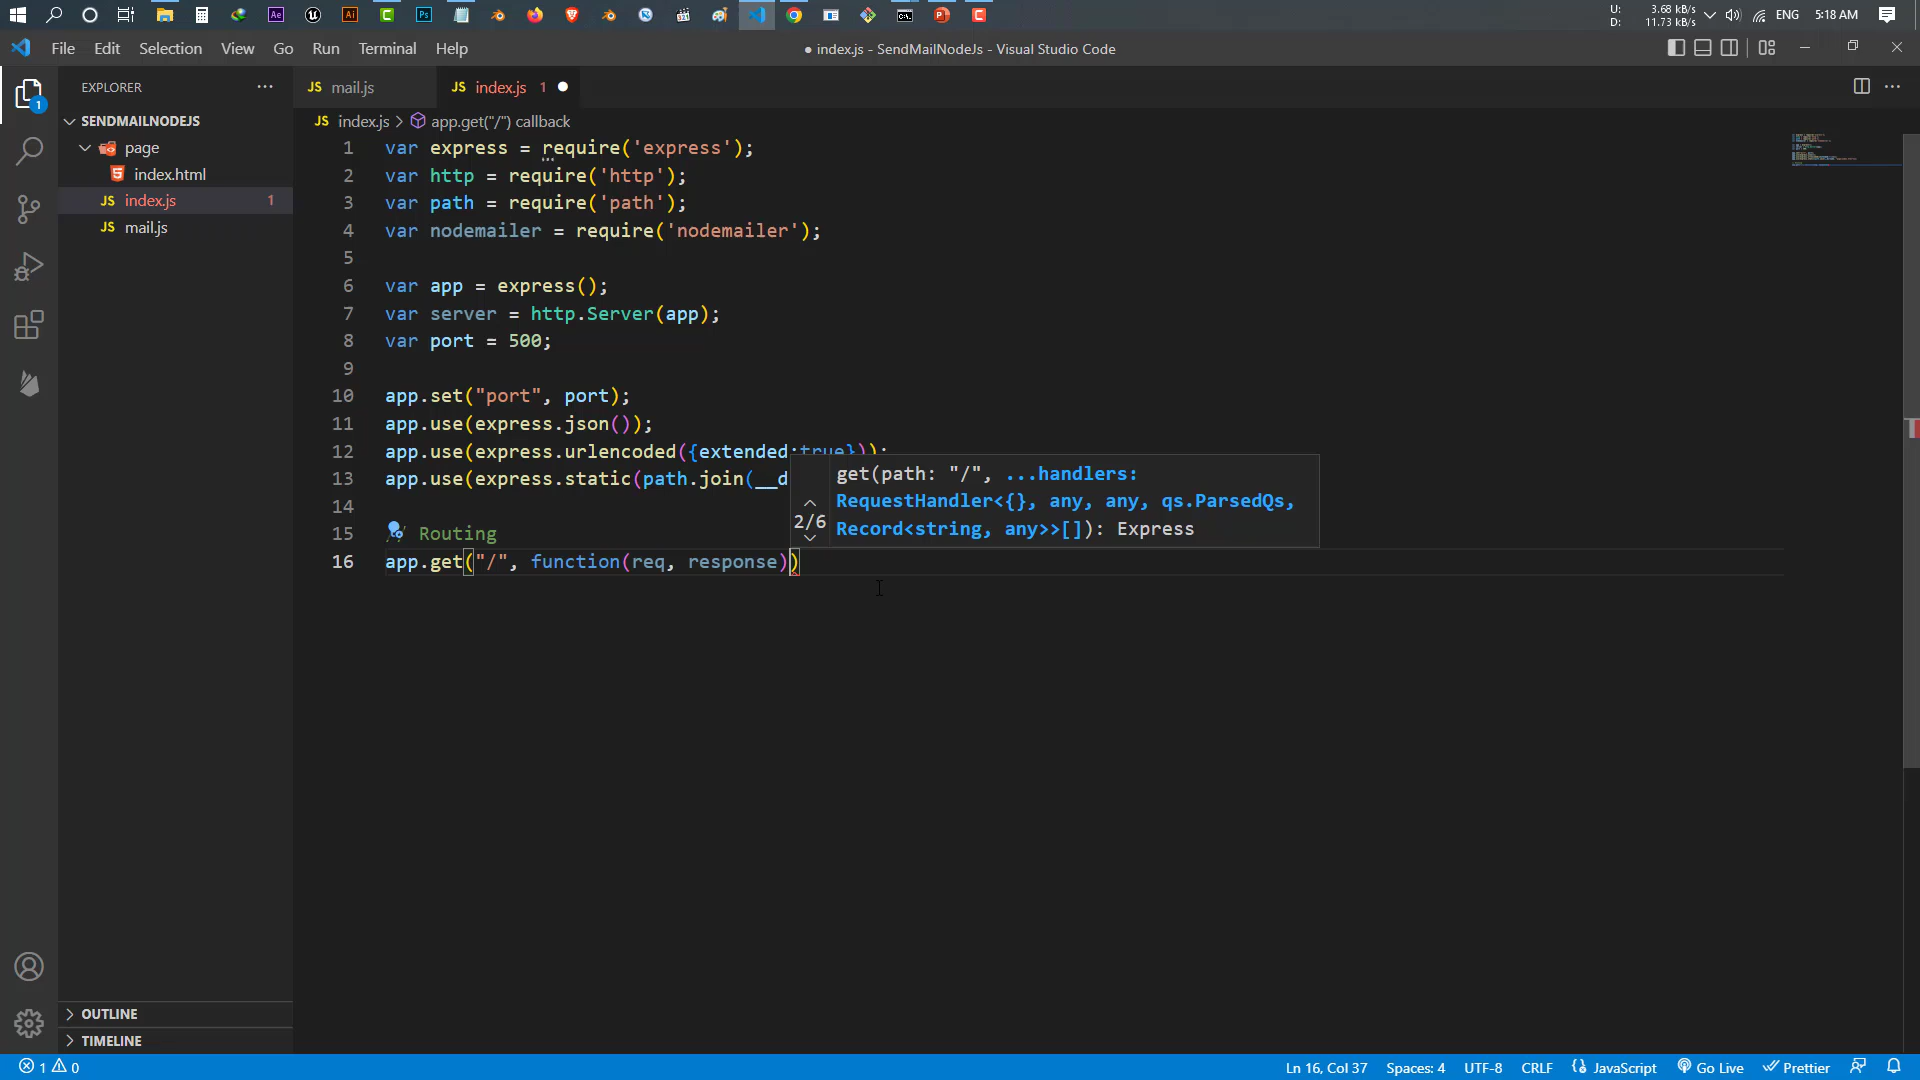 U: 3.68 kB/s
D: 11.73 kB/s
ENG
5:18 AM
File Edit Selection View Go Run Terminal Help
● index.js - SendMailNodeJs - Visual Studio Code
EXPLORER
JS mail.js
JS index.js 1
SENDMAILNODEJS
JS index.js > app.get("/") callback
page
index.html
JS index.js 1
JS mail.js
1 var express = require('express');
2 var http = require('http');
3 var path = require('path');
4 var nodemailer = require('nodemailer');
5
6 var app = express();
7 var server = http.Server(app);
8 var port = 500;
9
10 app.set("port", port);
11 app.use(express.json());
12 app.use(express.urlencoded({extended:true}));
13 app.use(express.static(path.join(__d
14
15 Routing
16 app.get("/", function(req, response))
get(path: "/", ...handlers:
RequestHandler<{}, any, any, qs.ParsedQs,
2/6
Record<string, any>>[]): Express
OUTLINE
TIMELINE
1 0
Ln 16, Col 37
Spaces: 4
UTF-8
CRLF
JavaScript
Go Live
Prettier